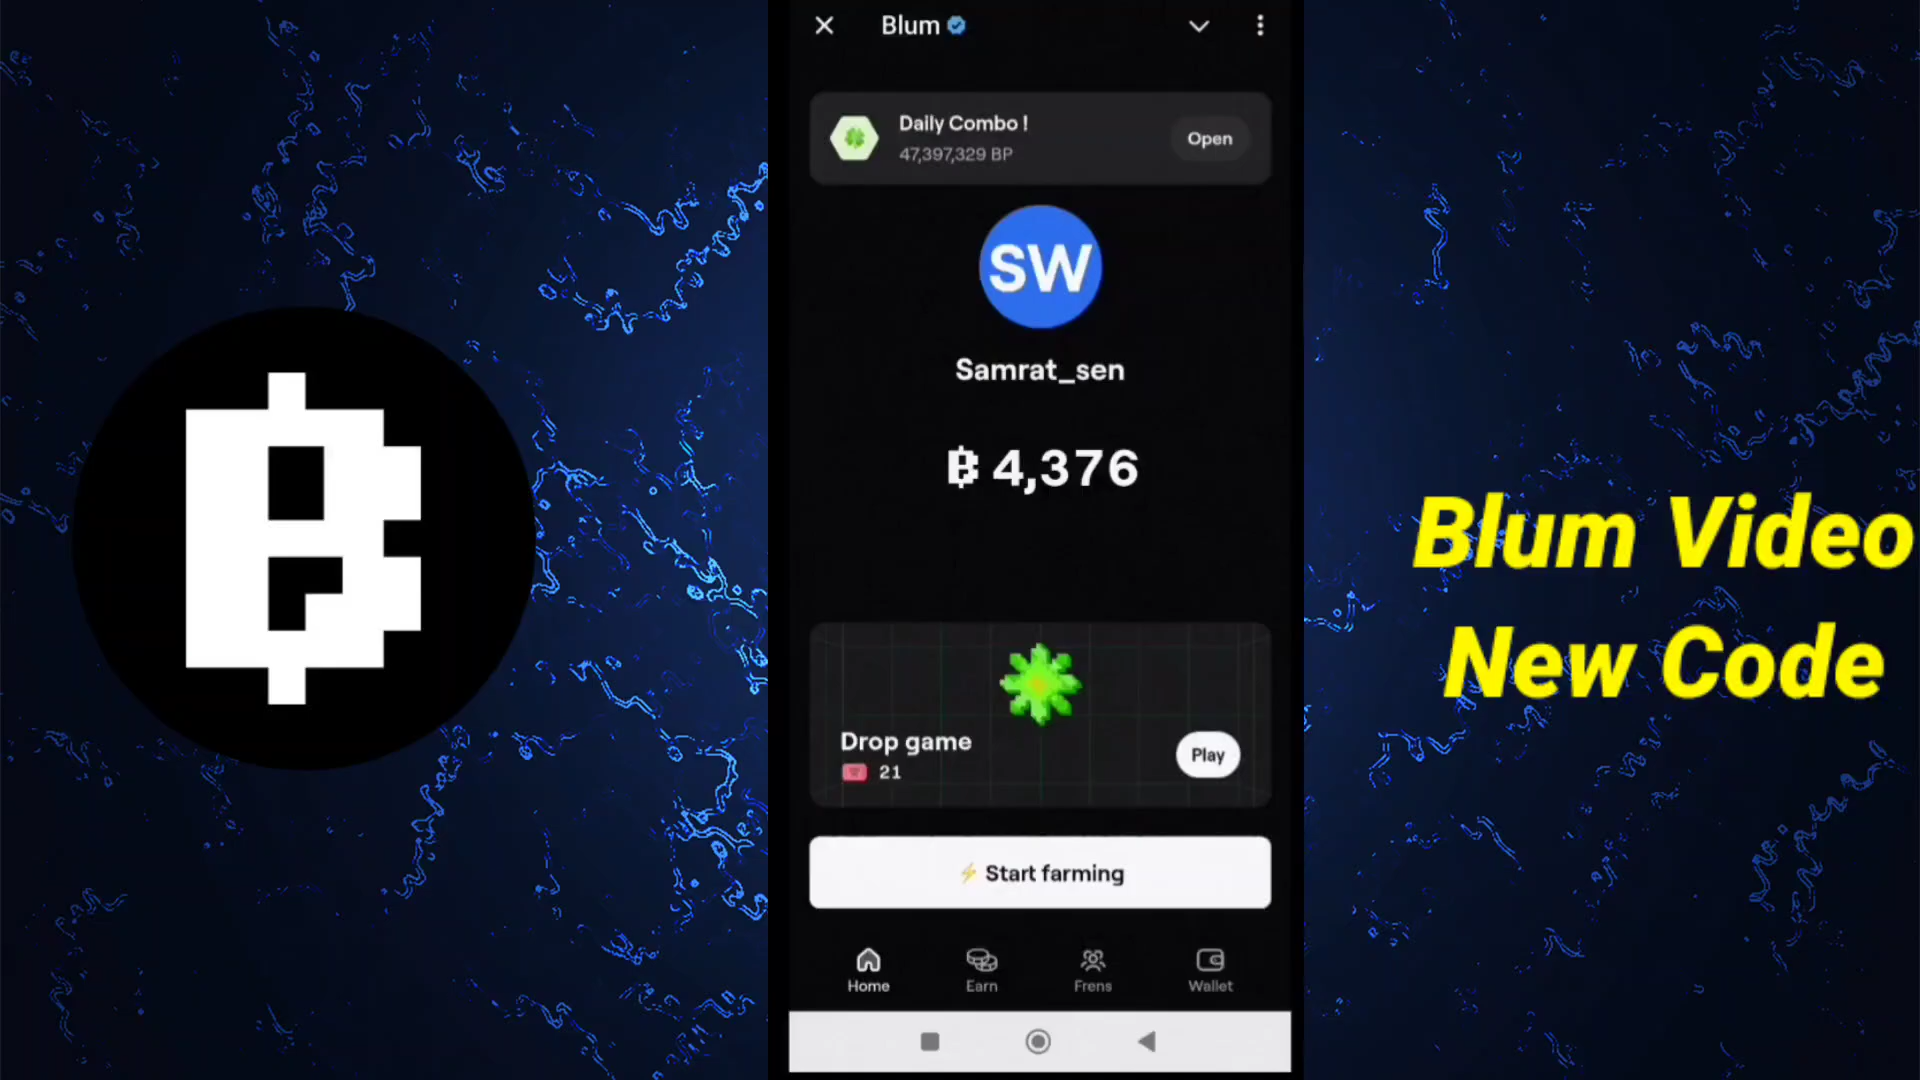 Blum
Daily Combo !
47,397,329 BP
Open
SW
Samrat_sen
฿ 4,376
Drop game
21
Play
Start farming
Home
Earn
Frens
Wallet
Blum Video
New Code